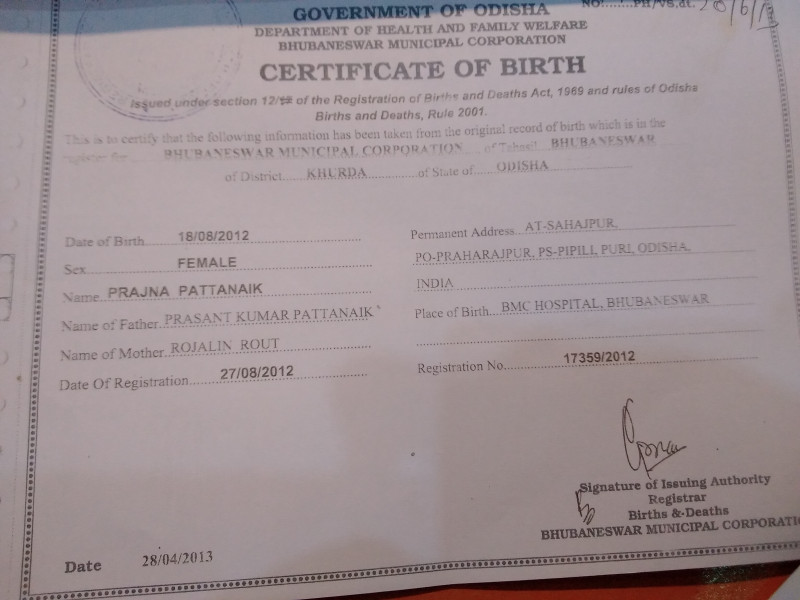 NO:......PH/VS,dt.
GOVERNMENT OF ODISHA
DEPARTMENT OF HEALTH AND FAMILY WELFARE
BHUBANESWAR MUNICIPAL CORPORATION
CERTIFICATE OF BIRTH
Issued under section 12/17 of the Registration of Births and Deaths Act, 1969 and rules of Odisha
Births and Deaths, Rule 2001.
This is to certify that the following information has been taken from the original record of birth which is in the
register for BHUBANESWAR MUNICIPAL CORPORATION of Tehasil BHUBANESWAR
of District KHURDA of State of ODISHA
Date of Birth 18/08/2012
Sex FEMALE
Name PRAJNA PATTANAIK
Name of Father PRASANT KUMAR PATTANAIK
Name of Mother ROJALIN ROUT
Date Of Registration 27/08/2012
Permanent Address AT-SAHAJPUR,
PO-PRAHARAJPUR, PS-PIPILI, PURI, ODISHA,
INDIA
Place of Birth BMC HOSPITAL, BHUBANESWAR
Registration No. 17359/2012
Signature of Issuing Authority
Registrar
Births & Deaths
BHUBANESWAR MUNICIPAL CORPORATI
Date 28/04/2013